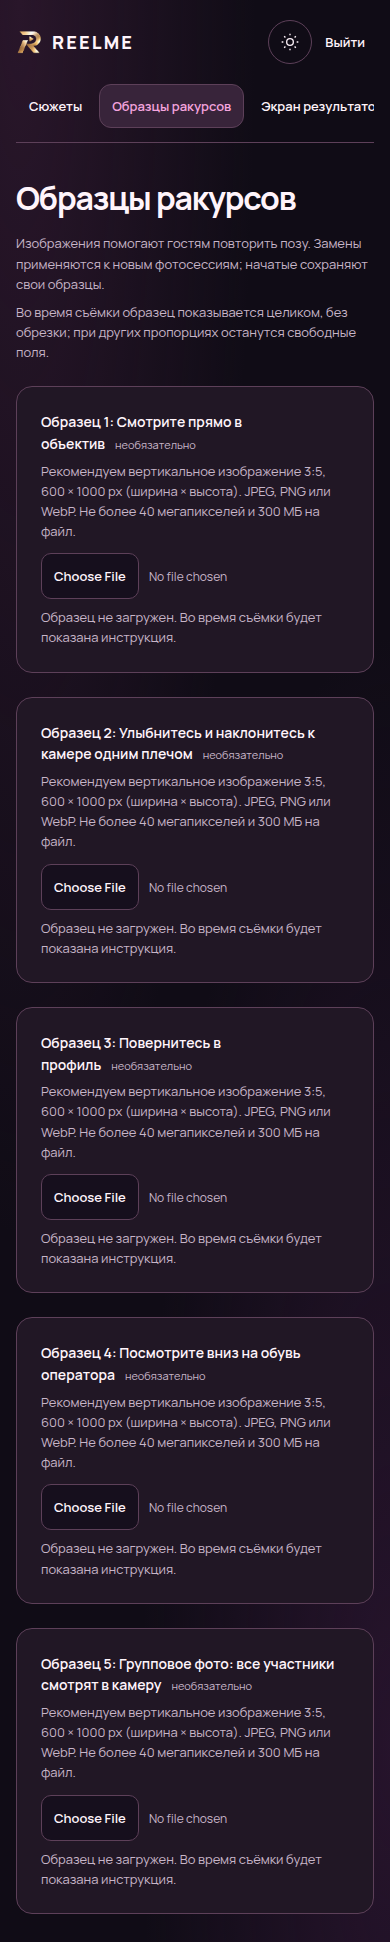 REELME
Выйти
Сюжеты
Образцы ракурсов
Экран результато
Образцы ракурсов
Изображения помогают гостям повторить позу. Замены
применяются к новым фотосессиям; начатые сохраняют
свои образцы.
Во время съёмки образец показывается целиком, без
обрезки; при других пропорциях останутся свободные
поля.
Образец 1: Смотрите прямо в
объектив необязательно
Рекомендуем вертикальное изображение 3:5,
600 × 1000 px (ширина × высота). JPEG, PNG или
WebP. Не более 40 мегапикселей и 300 МБ на
файл.
Choose File No file chosen
Образец не загружен. Во время съёмки будет
показана инструкция.
Образец 2: Улыбнитесь и наклонитесь к
камере одним плечом необязательно
Рекомендуем вертикальное изображение 3:5,
600 × 1000 px (ширина × высота). JPEG, PNG или
WebP. Не более 40 мегапикселей и 300 МБ на
файл.
Choose File No file chosen
Образец не загружен. Во время съёмки будет
показана инструкция.
Образец 3: Повернитесь в
профиль необязательно
Рекомендуем вертикальное изображение 3:5,
600 × 1000 px (ширина × высота). JPEG, PNG или
WebP. Не более 40 мегапикселей и 300 МБ на
файл.
Choose File No file chosen
Образец не загружен. Во время съёмки будет
показана инструкция.
Образец 4: Посмотрите вниз на обувь
оператора необязательно
Рекомендуем вертикальное изображение 3:5,
600 × 1000 px (ширина × высота). JPEG, PNG или
WebP. Не более 40 мегапикселей и 300 МБ на
файл.
Choose File No file chosen
Образец не загружен. Во время съёмки будет
показана инструкция.
Образец 5: Групповое фото: все участники
смотрят в камеру необязательно
Рекомендуем вертикальное изображение 3:5,
600 × 1000 px (ширина × высота). JPEG, PNG или
WebP. Не более 40 мегапикселей и 300 МБ на
файл.
Choose File No file chosen
Образец не загружен. Во время съёмки будет
показана инструкция.